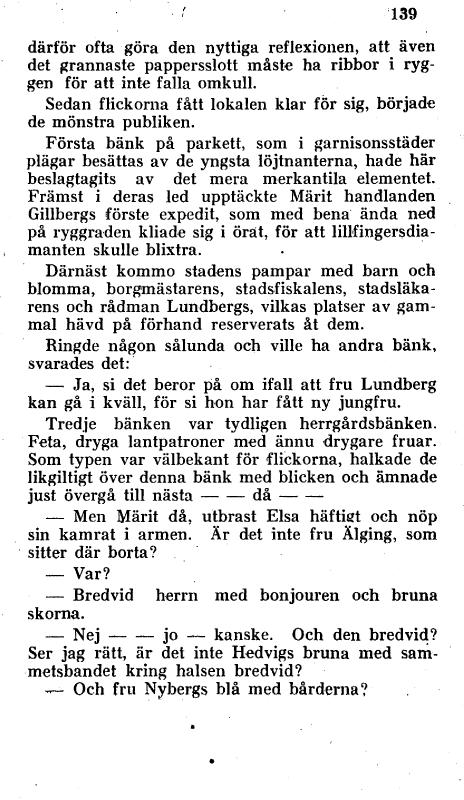 139
därför ofta göra den nyttiga reflexionen, att även
det grannaste pappersslott måste ha ribbor i ryg-
gen för att inte falla omkull.
Sedan flickorna fått lokalen klar för sig, började
de mönstra publiken.
Första bänk på parkett, som i garnisonsstäder
plägar besättas av de yngsta löjtnanterna, hade här
beslagtagits av det mera merkantila elementet.
Främst i deras led upptäckte Märit handlanden
Gillbergs förste expedit, som med bena ända ned
på ryggraden kliade sig i örat, för att lillfingersdia-
manten skulle blixtra.
Därnäst kommo stadens pampar med barn och
blomma, borgmästarens, stadsfiskalens, stadsläka-
rens och rådman Lundbergs, vilkas platser av gam-
mal hävd på förhand reserverats åt dem.
Ringde någon sålunda och ville ha andra bänk,
svarades det:
— Ja, si det beror på om ifall att fru Lundberg
kan gå i kväll, för si hon har fått ny jungfru.
Tredje bänken var tydligen herrgårdsbänken.
Feta, dryga lantpatroner med ännu drygare fruar.
Som typen var välbekant för flickorna, halkade de
likgiltigt över denna bänk med blicken och ämnade
just övergå till nästa — — då — —
— Men Märit då, utbrast Elsa häftigt och nöp
sin kamrat i armen. Är det inte fru Älging, som
sitter där borta?
— Var?
— Bredvid herrn med bonjouren och bruna
skorna.
— Nej — — jo — kanske. Och den bredvid?
Ser jag rätt, är det inte Hedvigs bruna med sam-
metsbandet kring halsen bredvid?
— Och fru Nybergs blå med bårderna?